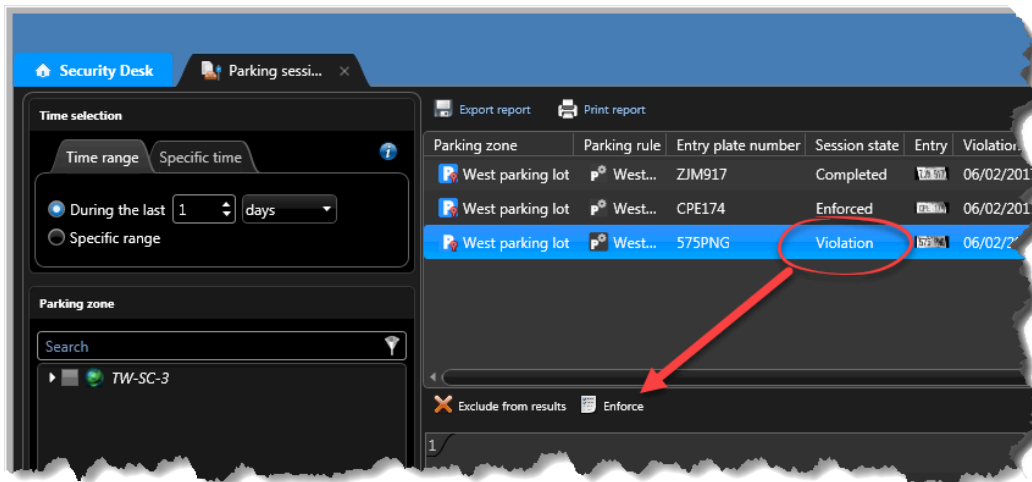 Security Desk
Parking sessi...
Time selection
Time range
Specific time
During the last 1 days
Specific range
Parking zone
Search
TW-SC-3
Export report
Print report
Parking zone Parking rule Entry plate number Session state Entry Violation
West parking lot West... ZJM917 Completed 06/02/201
West parking lot West... CPE174 Enforced 06/02/201
West parking lot West... 575PNG Violation 06/02/2
Exclude from results
Enforce
1